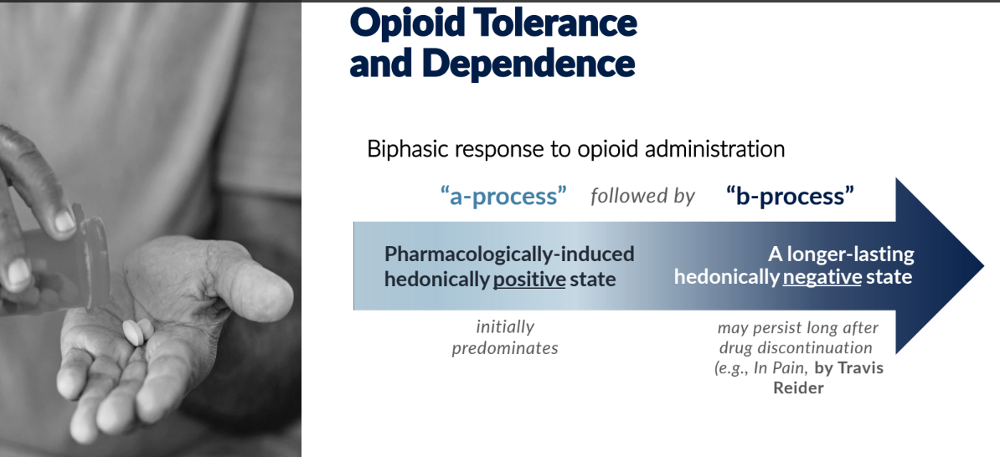 Opioid Tolerance
and Dependence
Biphasic response to opioid administration
“a-process” followed by “b-process”
Pharmacologically-induced
hedonically positive state
A longer-lasting
hedonically negative state
initially
predominates
may persist long after
drug discontinuation
(e.g., In Pain, by Travis
Reider